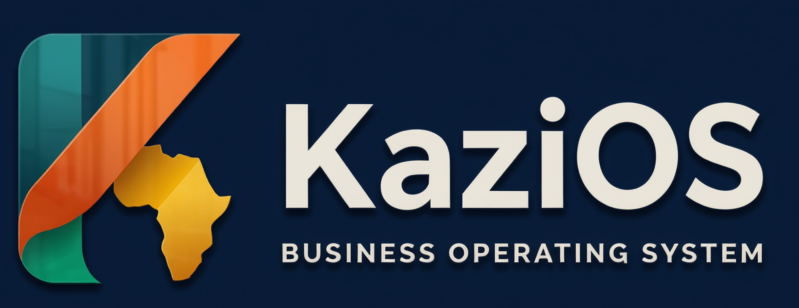 KaziOS
BUSINESS OPERATING SYSTEM